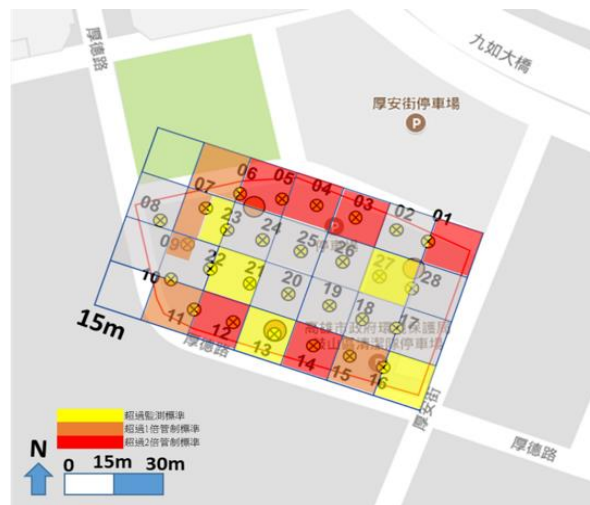 九如大橋
厚德路
厚安街停車場
P
06
05
04
03
02
01
07
08
23
24
25
26
27
28
09
22
21
20
19
18
17
10
11
12
13
14
15
16
15m
高雄市政府環境保護局
鼓山區清潔隊停車場
厚德路
厚安街
厚德路
超過監測標準
超過1倍管制標準
超過2倍管制標準
N
0 15m 30m